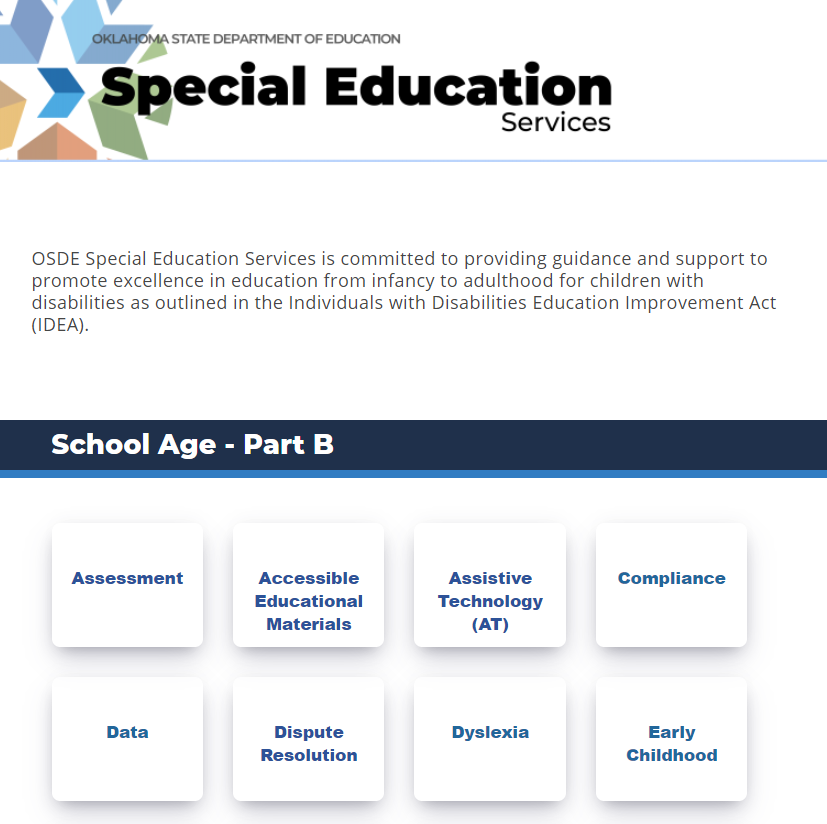 OKLAHOMA STATE DEPARTMENT OF EDUCATION
Special Education
Services
OSDE Special Education Services is committed to providing guidance and support to
promote excellence in education from infancy to adulthood for children with
disabilities as outlined in the Individuals with Disabilities Education Improvement Act
(IDEA).
School Age - Part B
Assessment
Accessible
Educational
Materials
Assistive
Technology
(AT)
Compliance
Data
Dispute
Resolution
Dyslexia
Early
Childhood